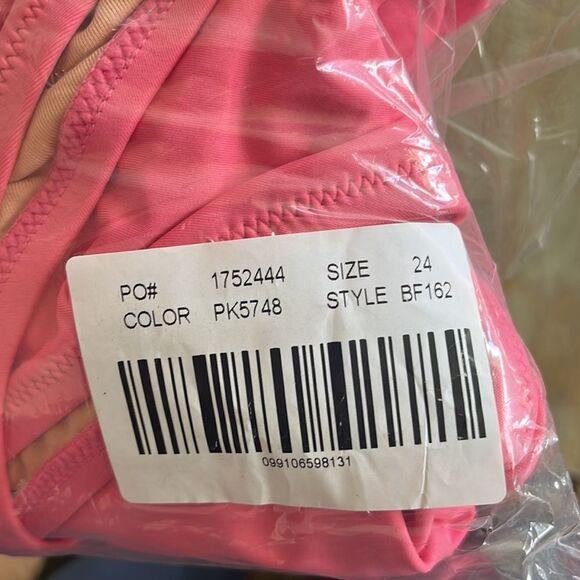 PO# 1752444 SIZE 24
COLOR PK5748 STYLE BF162
099106598131